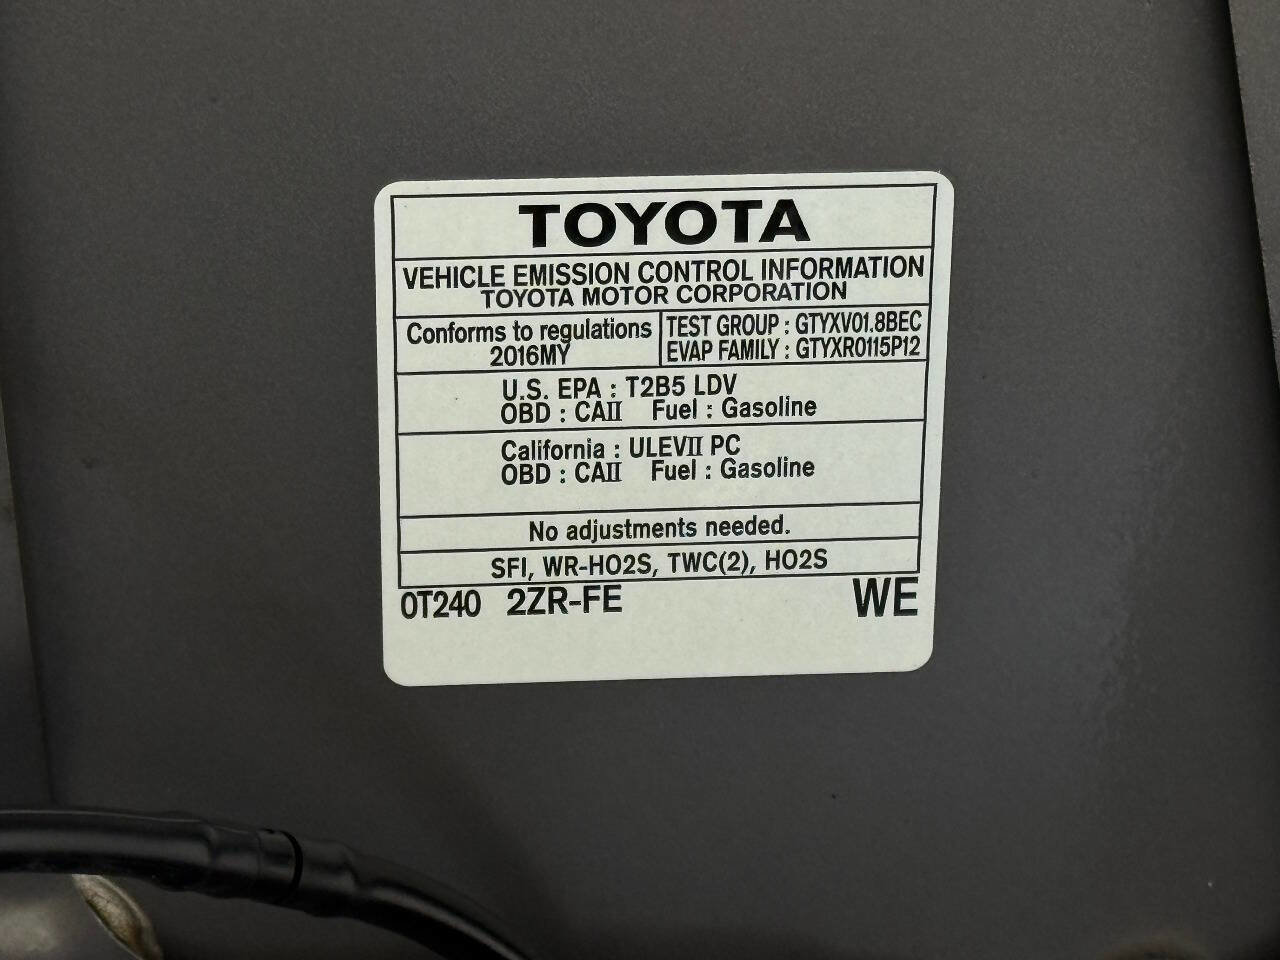 TOYOTA
VEHICLE EMISSION CONTROL INFORMATION
TOYOTA MOTOR CORPORATION
Conforms to regulations
2016MY
TEST GROUP : GTYXV01.8BEC
EVAP FAMILY : GTYXR0115P12
U.S. EPA : T2B5 LDV
OBD : CAII Fuel : Gasoline
California : ULEVII PC
OBD : CAII Fuel : Gasoline
No adjustments needed.
SFI, WR-HO2S, TWC(2), HO2S
0T240 2ZR-FE WE